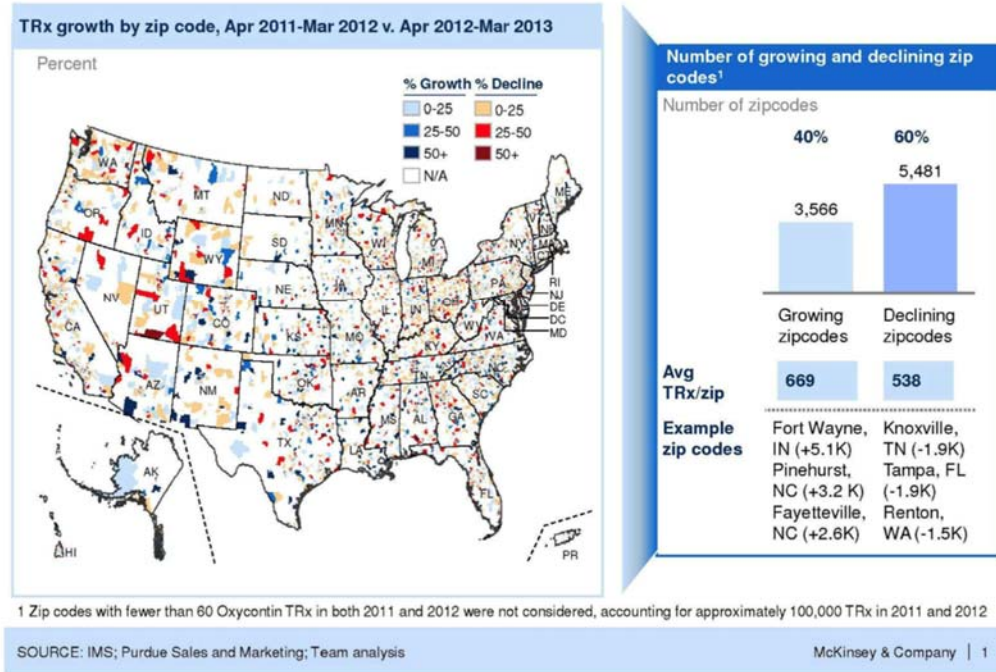 TRx growth by zip code, Apr 2011-Mar 2012 v. Apr 2012-Mar 2013
Percent
% Growth % Decline
0-25 0-25
25-50 25-50
50+ 50+
N/A
WA
MT
ND
MN
ME
OR
ID
SD
WI
MI
NY
MA
CT
WY
NE
IA
PA
RI
NJ
DE
DC
MD
NV
UT
CO
IL
IN
OH
WV
VA
CA
KS
MO
KY
NC
AZ
NM
OK
AR
SC
TX
MS
AL
GA
LA
FL
AK
HI
PR
Number of growing and declining zip
codes1
Number of zipcodes
40% 60%
3,566 5,481
Growing
zipcodes
Declining
zipcodes
Avg
TRx/zip
669 538
Example
zip codes
Fort Wayne,
IN (+5.1K)
Pinehurst,
NC (+3.2 K)
Fayetteville,
NC (+2.6K)
Knoxville,
TN (-1.9K)
Tampa, FL
(-1.9K)
Renton,
WA (-1.5K)
1 Zip codes with fewer than 60 Oxycontin TRx in both 2011 and 2012 were not considered, accounting for approximately 100,000 TRx in 2011 and 2012
SOURCE: IMS; Purdue Sales and Marketing; Team analysis
McKinsey & Company | 1